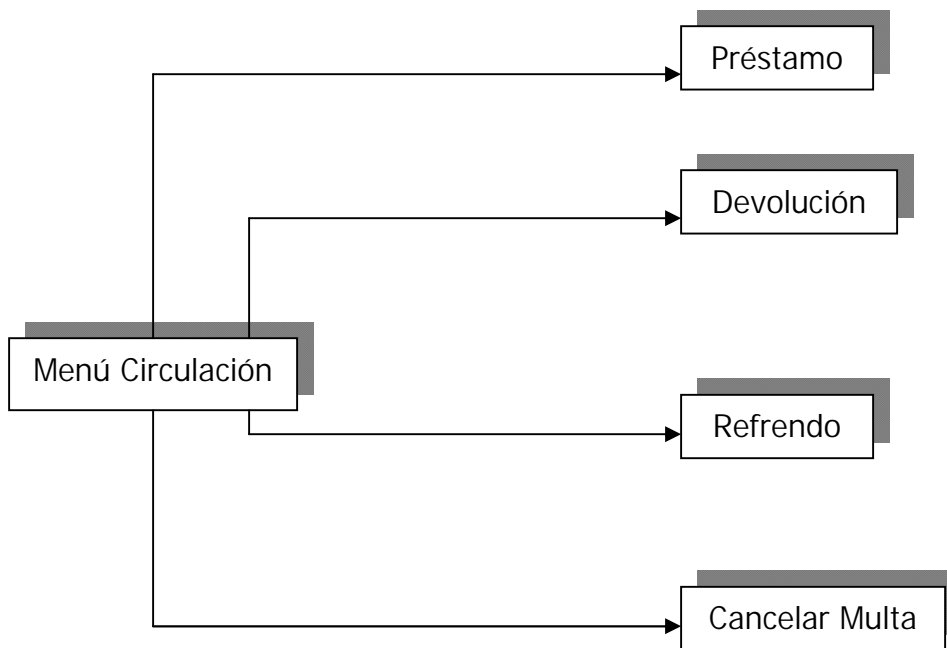 Préstamo
Devolución
Menú Circulación
Refrendo
Cancelar Multa